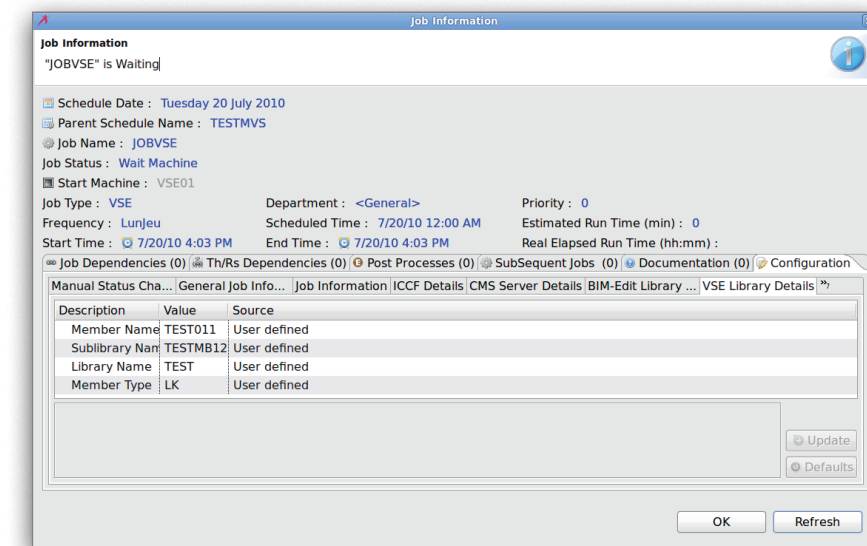 Job Information
Job Information
"JOBVSE" is Waiting
Schedule Date : Tuesday 20 July 2010
Parent Schedule Name : TESTMVS
Job Name : JOBVSE
Job Status : Wait Machine
Start Machine : VSE01
Job Type : VSE Department : <General> Priority : 0
Frequency : LunJeu Scheduled Time : 7/20/10 12:00 AM Estimated Run Time (min) : 0
Start Time : 7/20/10 4:03 PM End Time : 7/20/10 4:03 PM Real Elapsed Run Time (hh:mm) :
Job Dependencies (0) Th/Rs Dependencies (0) Post Processes (0) SubSequent Jobs (0) Documentation (0) Configuration
Manual Status Cha... General Job Info... Job Information ICCF Details CMS Server Details BIM-Edit Library ... VSE Library Details »7
Description Value Source
Member Name TEST011 User defined
Sublibrary Nam TESTMB12 User defined
Library Name TEST User defined
Member Type LK User defined
Update
Defaults
OK Refresh